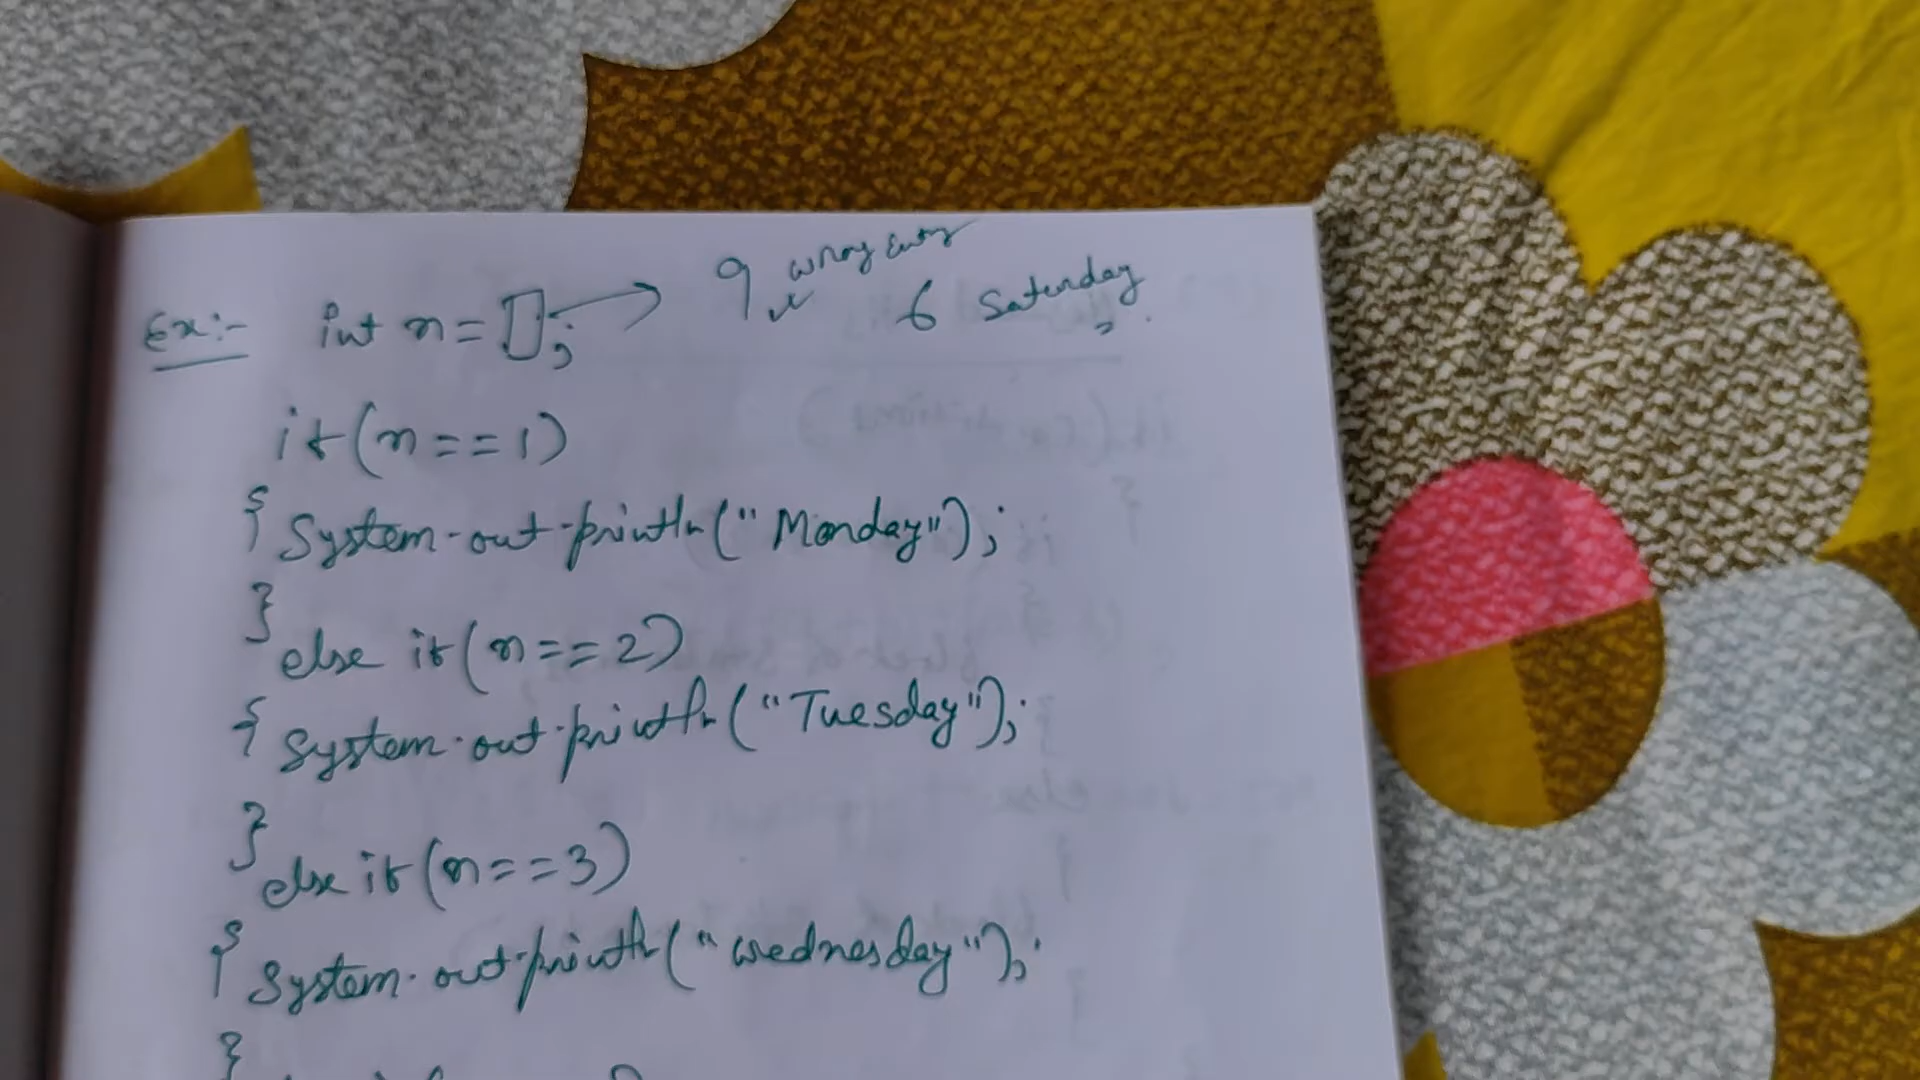 Ex:- int n = []; → 9 wrong entry
6 Saturday
if (n==1)
{ System.out.println("Monday");
}
else if (n==2)
{ System.out.println("Tuesday");
}
else if (n==3)
{ System.out.println("Wednesday");
}